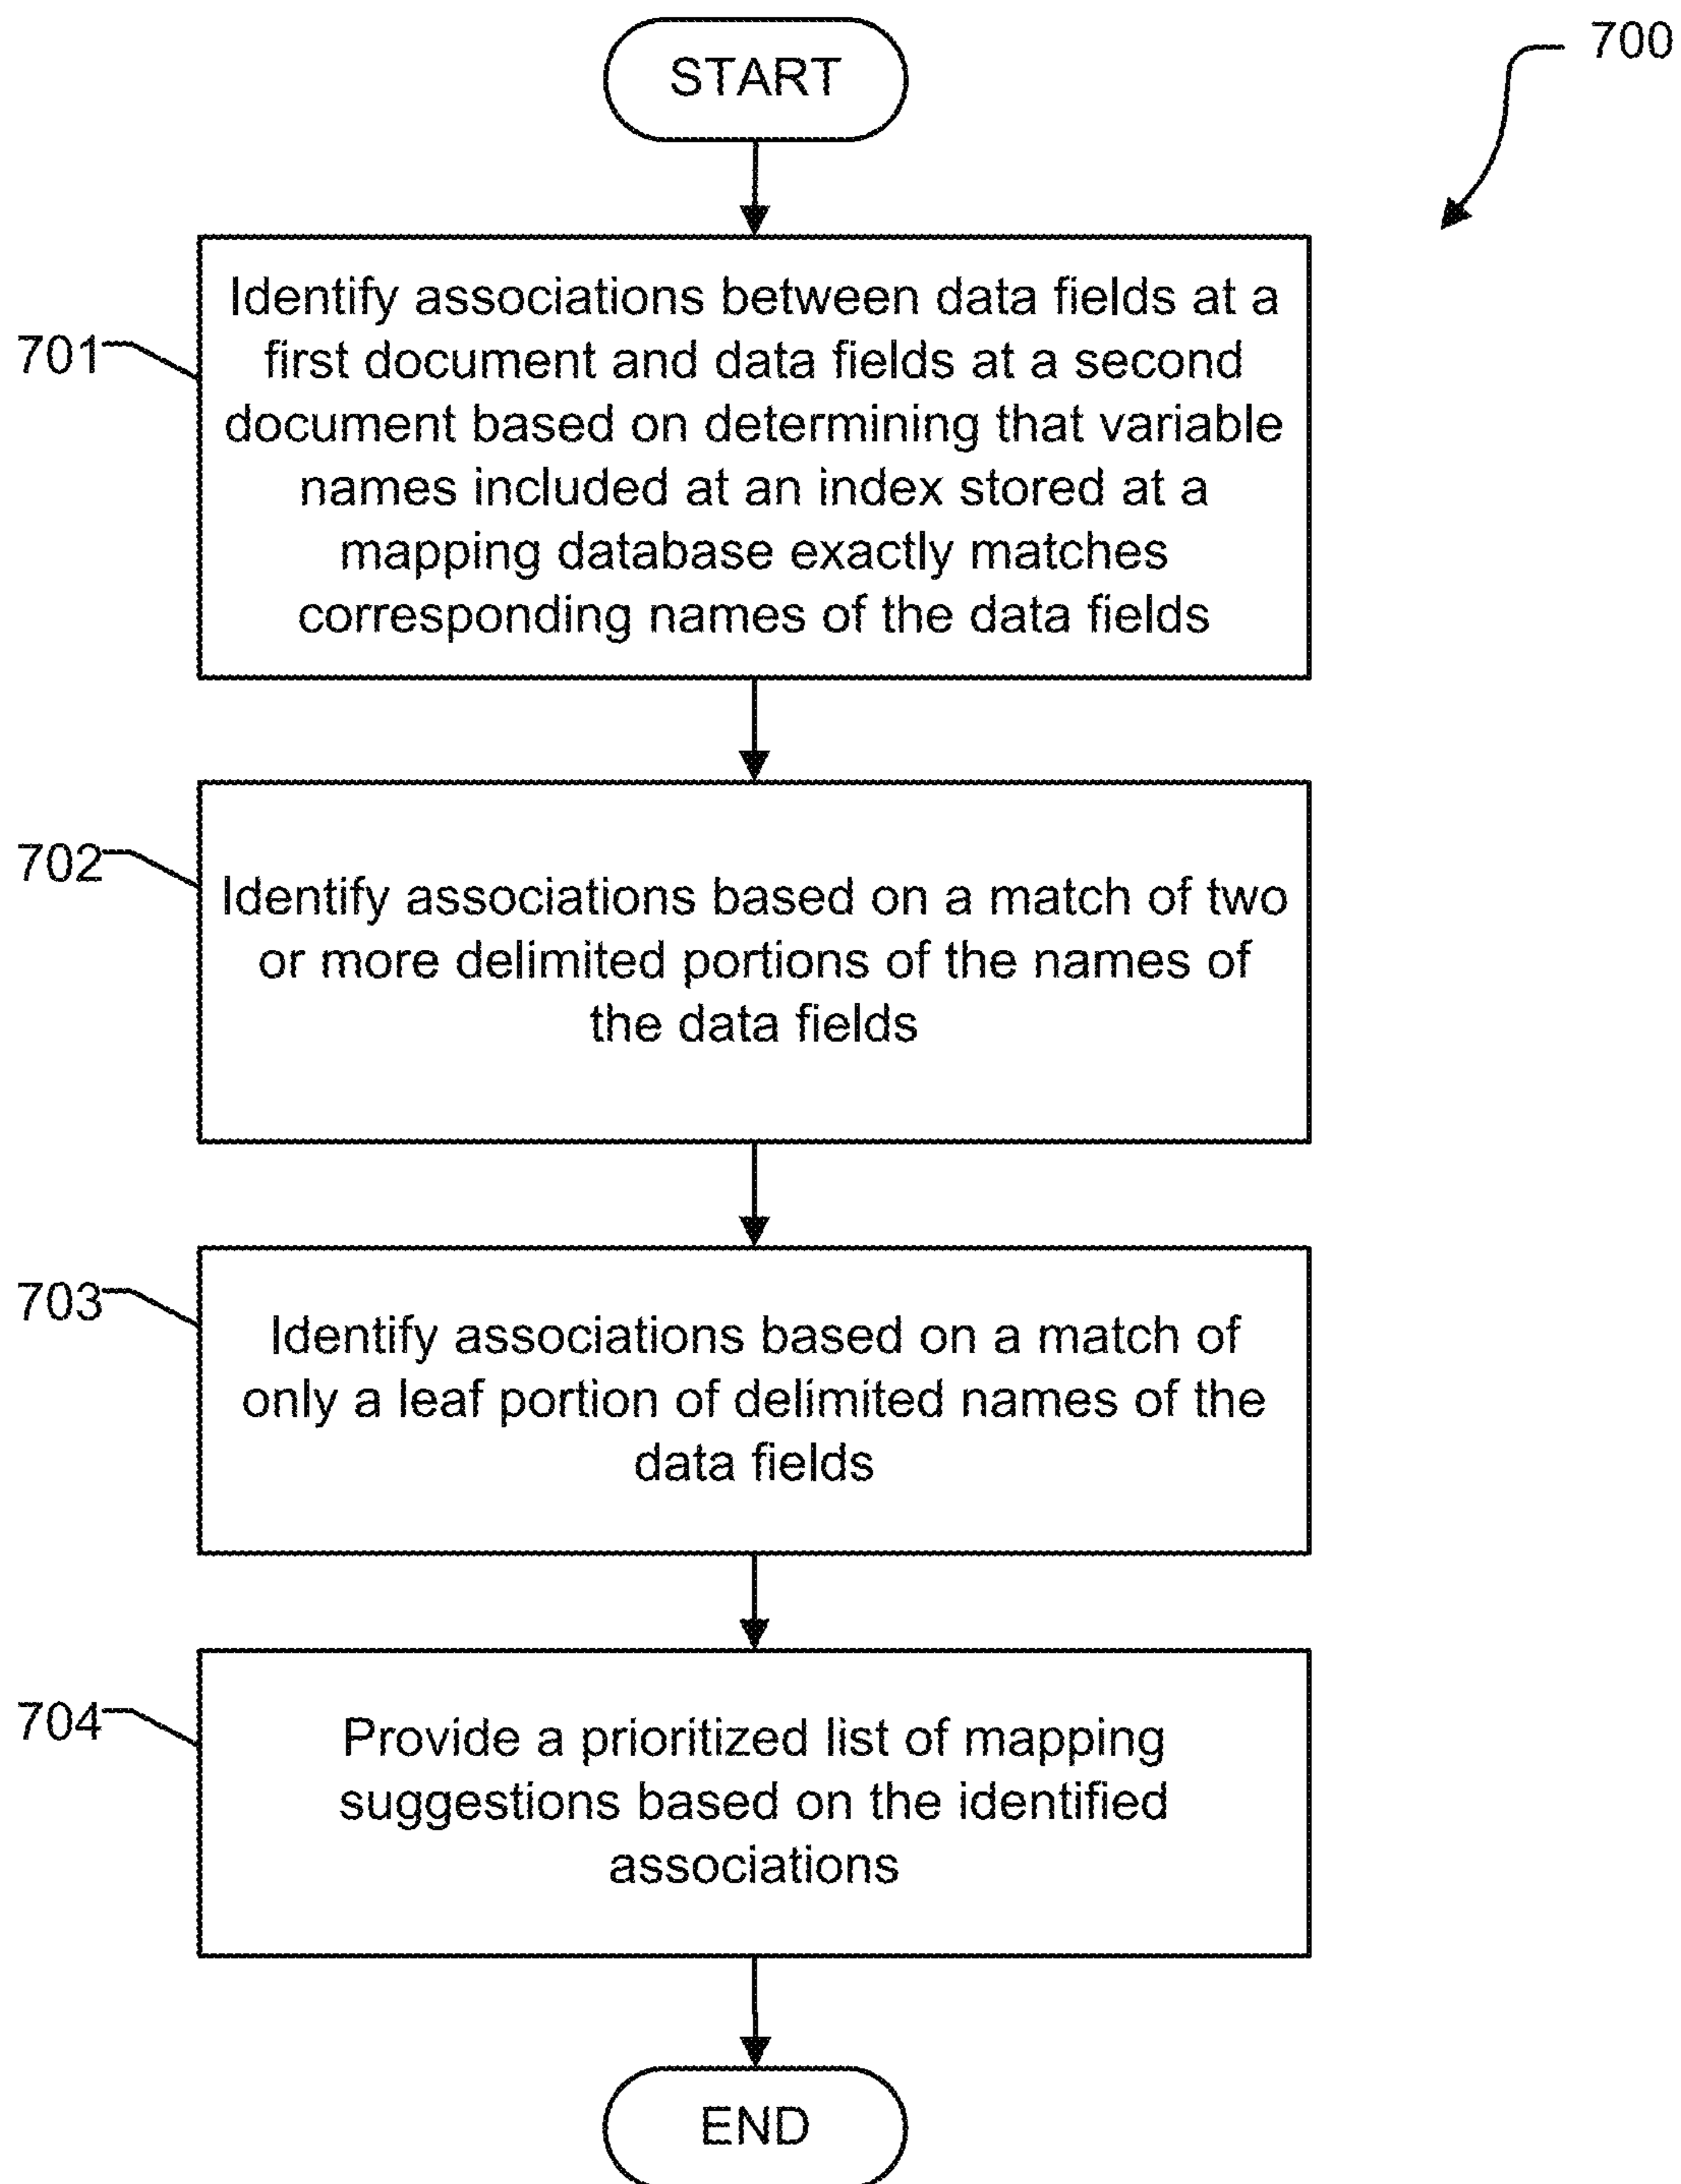 START
700
701
Identify associations between data fields at a
first document and data fields at a second
document based on determining that variable
names included at an index stored at a
mapping database exactly matches
corresponding names of the data fields
702
Identify associations based on a match of two
or more delimited portions of the names of
the data fields
703
Identify associations based on a match of
only a leaf portion of delimited names of the
data fields
704
Provide a prioritized list of mapping
suggestions based on the identified
associations
END